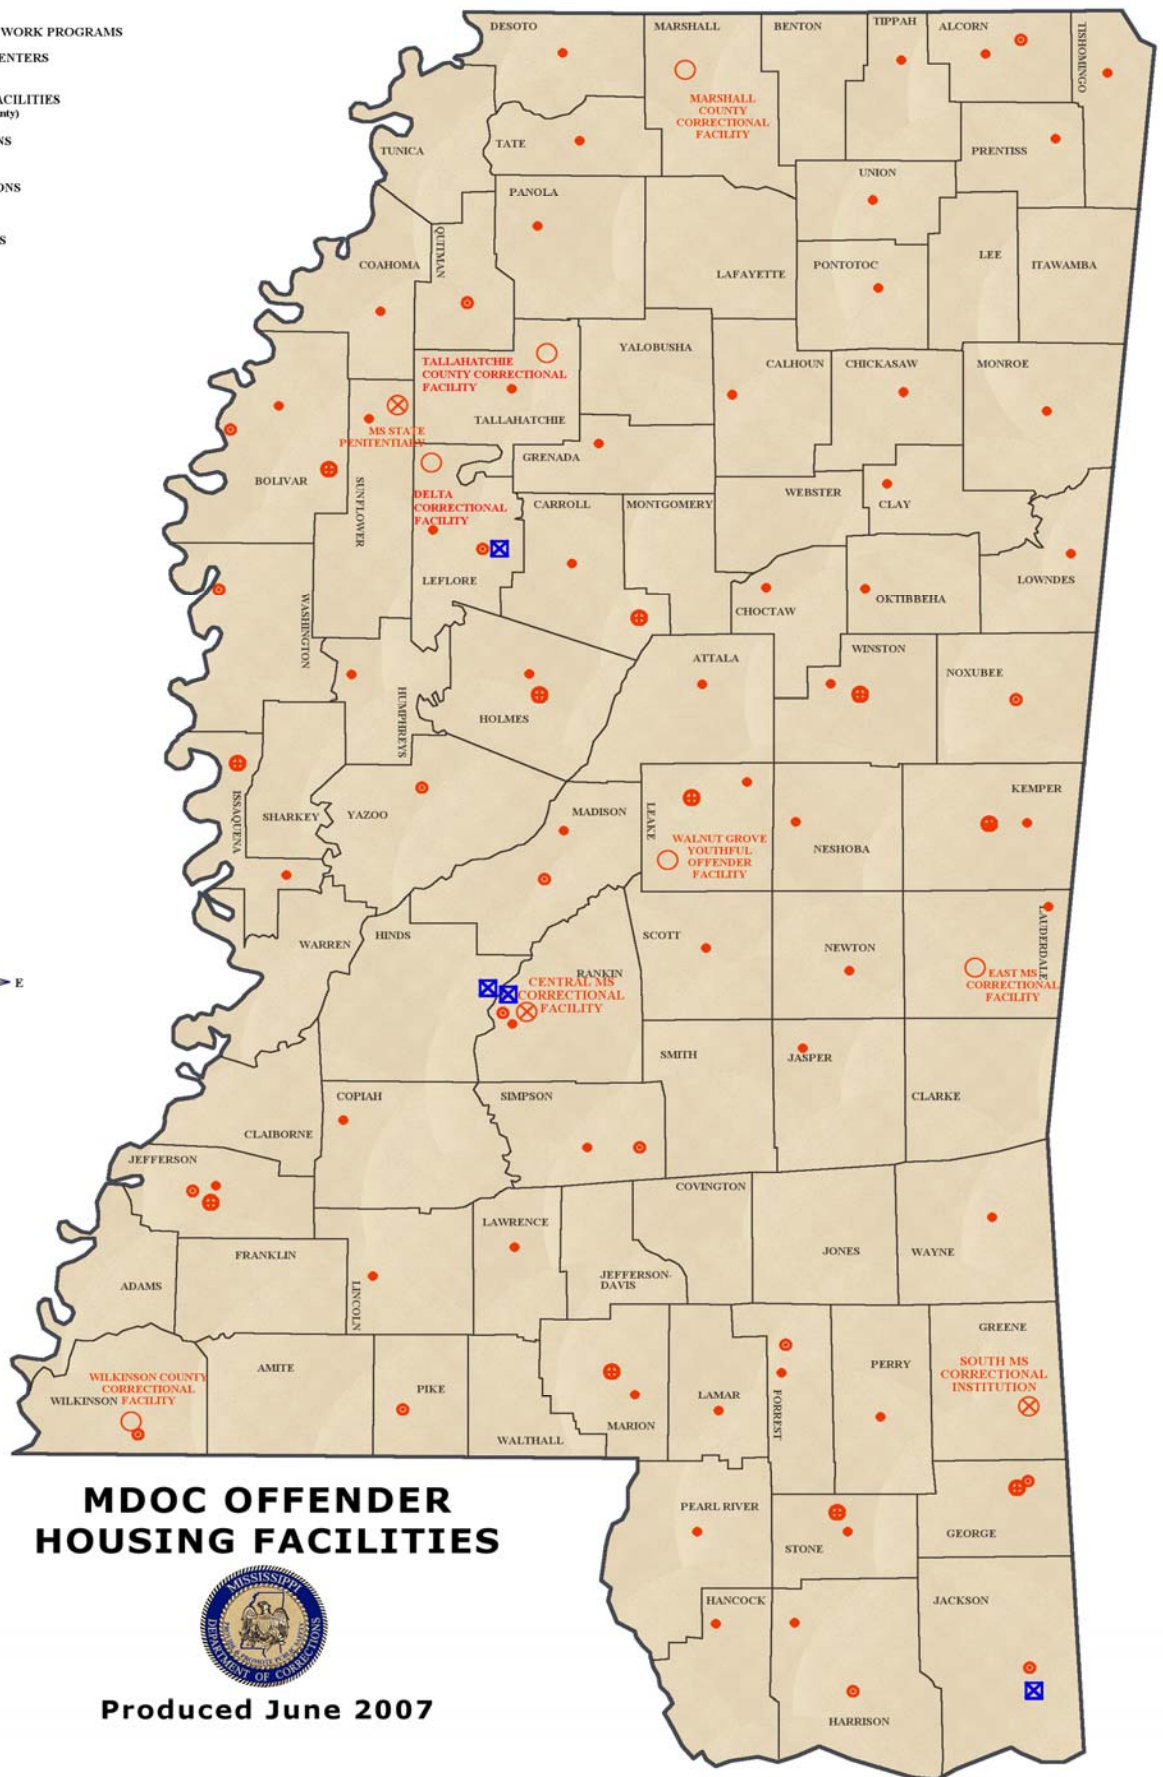 WORK PROGRAMS
ENTERS
ACILITIES
nty)
NS
ONS
S
DESOTO
MARSHALL
BENTON
TIPPAH
ALCORN
TISHOMINGO
MARSHALL
COUNTY
CORRECTIONAL
FACILITY
TUNICA
TATE
PRENTISS
UNION
PANOLA
QUITMAN
COAHOMA
LAFAYETTE
PONTOTOC
LEE
ITAWAMBA
TALLAHATCHIE
COUNTY CORRECTIONAL
FACILITY
YALOBUSHA
CALHOUN
CHICKASAW
MONROE
TALLAHATCHIE
MS STATE
PENITENTIARY
GRENADA
BOLIVAR
SUNFLOWER
DELTA
CORRECTIONAL
FACILITY
CARROLL
MONTGOMERY
WEBSTER
CLAY
LEFLORE
LOWNDES
WASHINGTON
CHOCTAW
OKTIBBEHA
ATTALA
WINSTON
NOXUBEE
HUMPHREYS
HOLMES
ISSAQUENA
SHARKEY
YAZOO
MADISON
LEAKE
WALNUT GROVE
YOUTHFUL
OFFENDER
FACILITY
NESHOBA
KEMPER
WARREN
HINDS
SCOTT
NEWTON
LAUDERDALE
E
RANKIN
CENTRAL MS
CORRECTIONAL
FACILITY
EAST MS
CORRECTIONAL
FACILITY
SMITH
JASPER
CLARKE
COPIAH
SIMPSON
CLAIBORNE
JEFFERSON
COVINGTON
LAWRENCE
FRANKLIN
ADAMS
LINCOLN
JEFFERSON-
DAVIS
JONES
WAYNE
GREENE
AMITE
WILKINSON COUNTY
CORRECTIONAL
FACILITY
WILKINSON
PIKE
WALTHALL
MARION
LAMAR
FORREST
PERRY
SOUTH MS
CORRECTIONAL
INSTITUTION
PEARL RIVER
STONE
GEORGE
HANCOCK
JACKSON
HARRISON
MDOC OFFENDER
HOUSING FACILITIES
MISSISSIPPI
DEPARTMENT OF CORRECTIONS
Produced June 2007